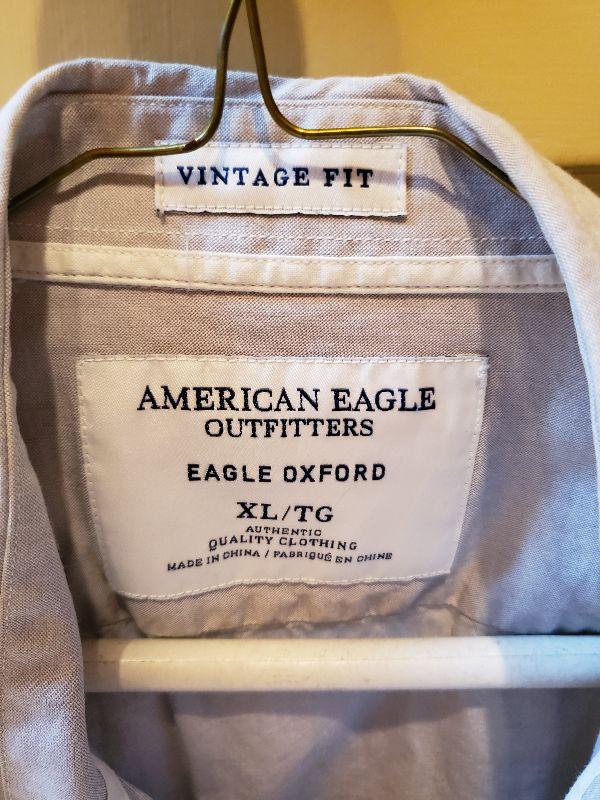 VINTAGE FIT
AMERICAN EAGLE
OUTFITTERS
EAGLE OXFORD
XL/TG
AUTHENTIC
QUALITY CLOTHING
MADE IN CHINA / FABRIQUÉ EN CHINE